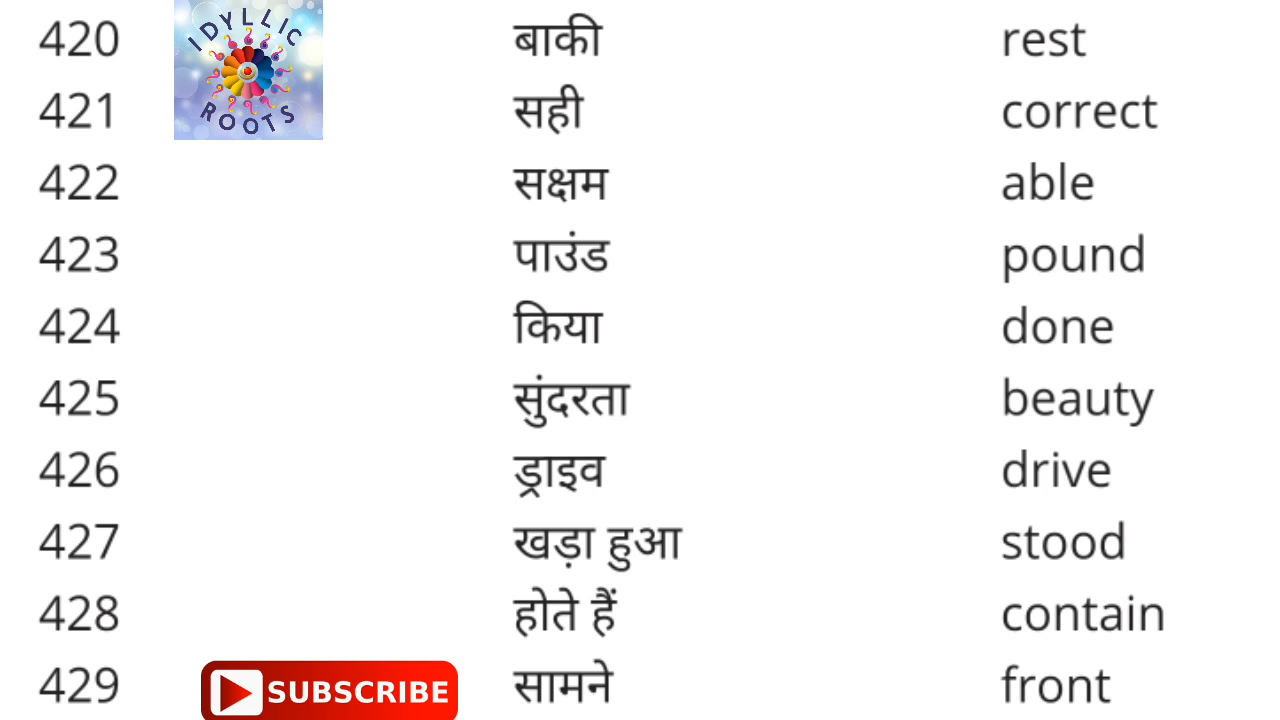 420 IDYLLIC ROOTS बाकी rest
421 सही correct
422 सक्षम able
423 पाउंड pound
424 किया done
425 सुंदरता beauty
426 ड्राइव drive
427 खड़ा हुआ stood
428 होते हैं contain
429 SUBSCRIBE सामने front